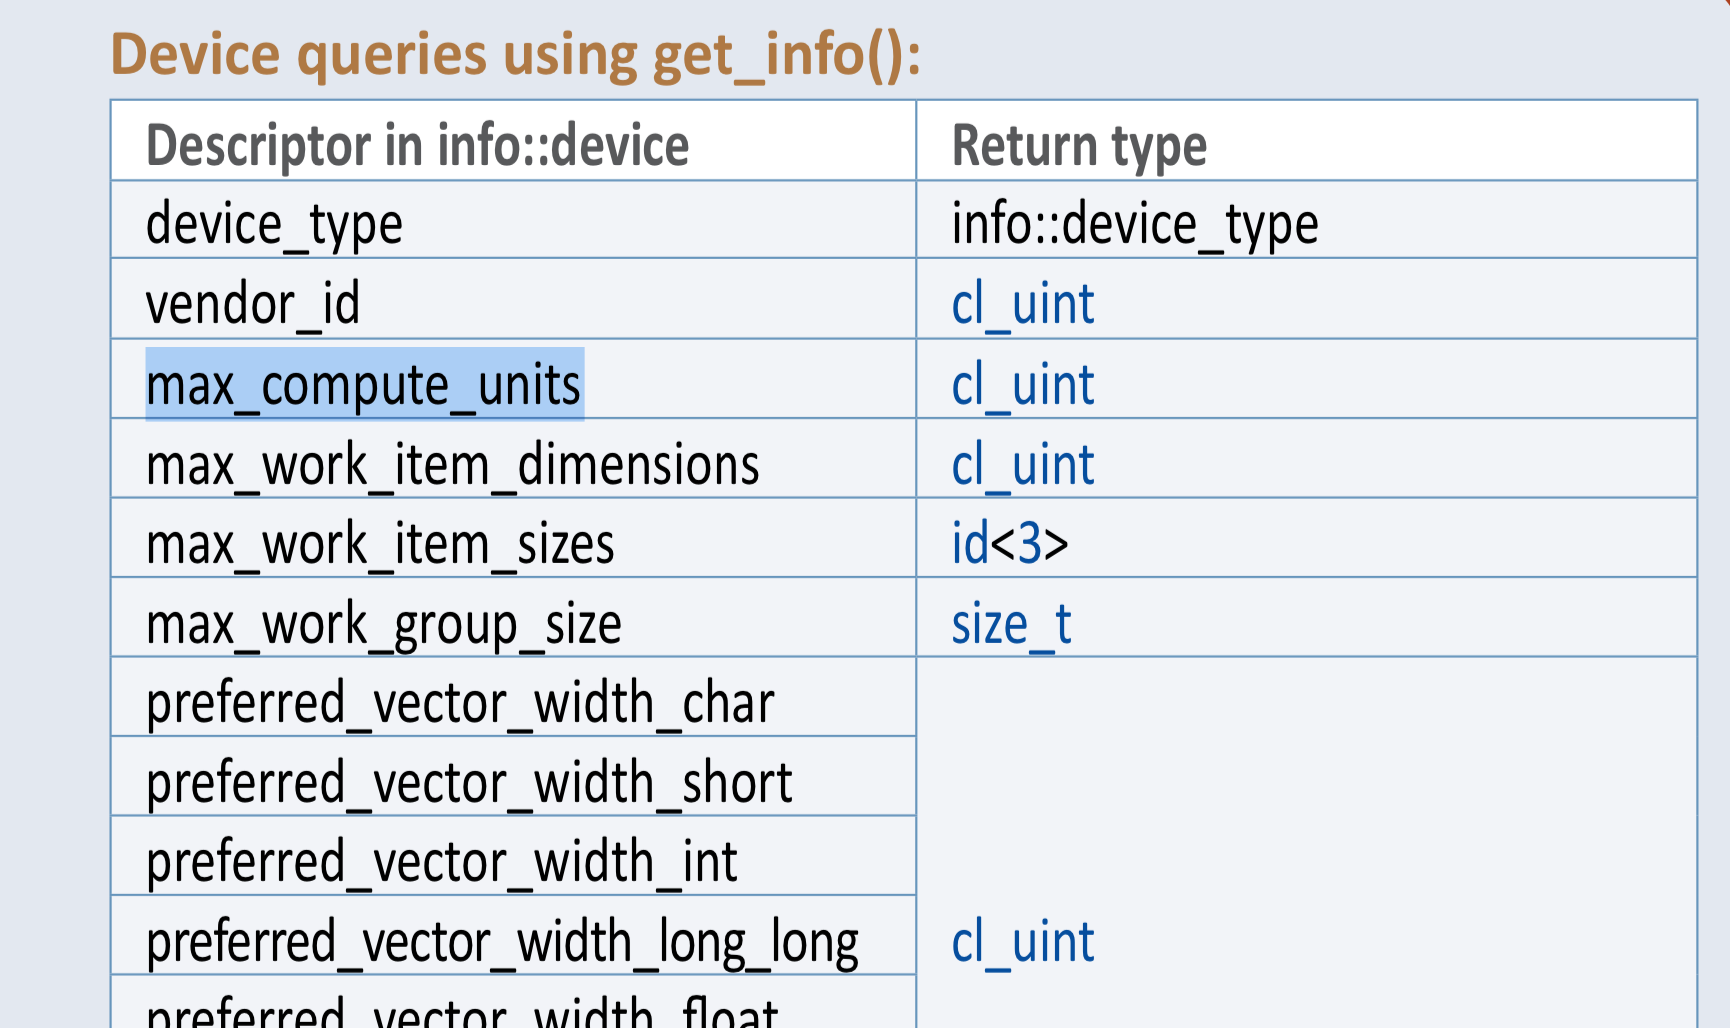 Device queries using get_info():
Descriptor in info::device Return type
device_type info::device_type
vendor_id cl_uint
max_compute_units cl_uint
max_work_item_dimensions cl_uint
max_work_item_sizes id<3>
max_work_group_size size_t
preferred_vector_width_char
preferred_vector_width_short
preferred_vector_width_int
preferred_vector_width_long_long cl_uint
preferred_vector_width_float